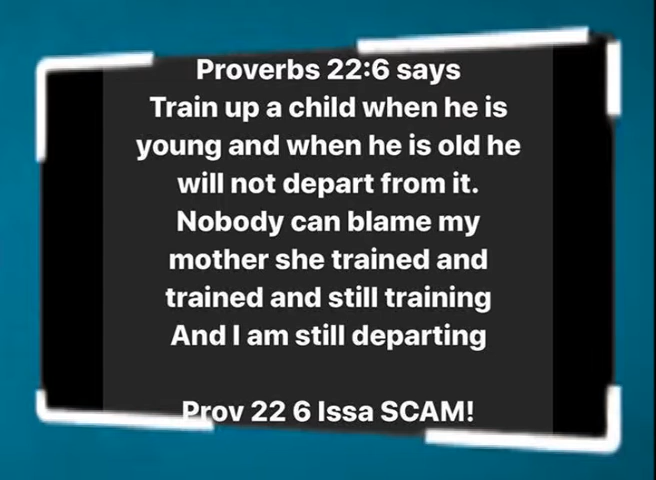 Proverbs 22:6 says
Train up a child when he is
young and when he is old he
will not depart from it.
Nobody can blame my
mother she trained and
trained and still training
And I am still departing
Prov 22 6 Issa SCAM!